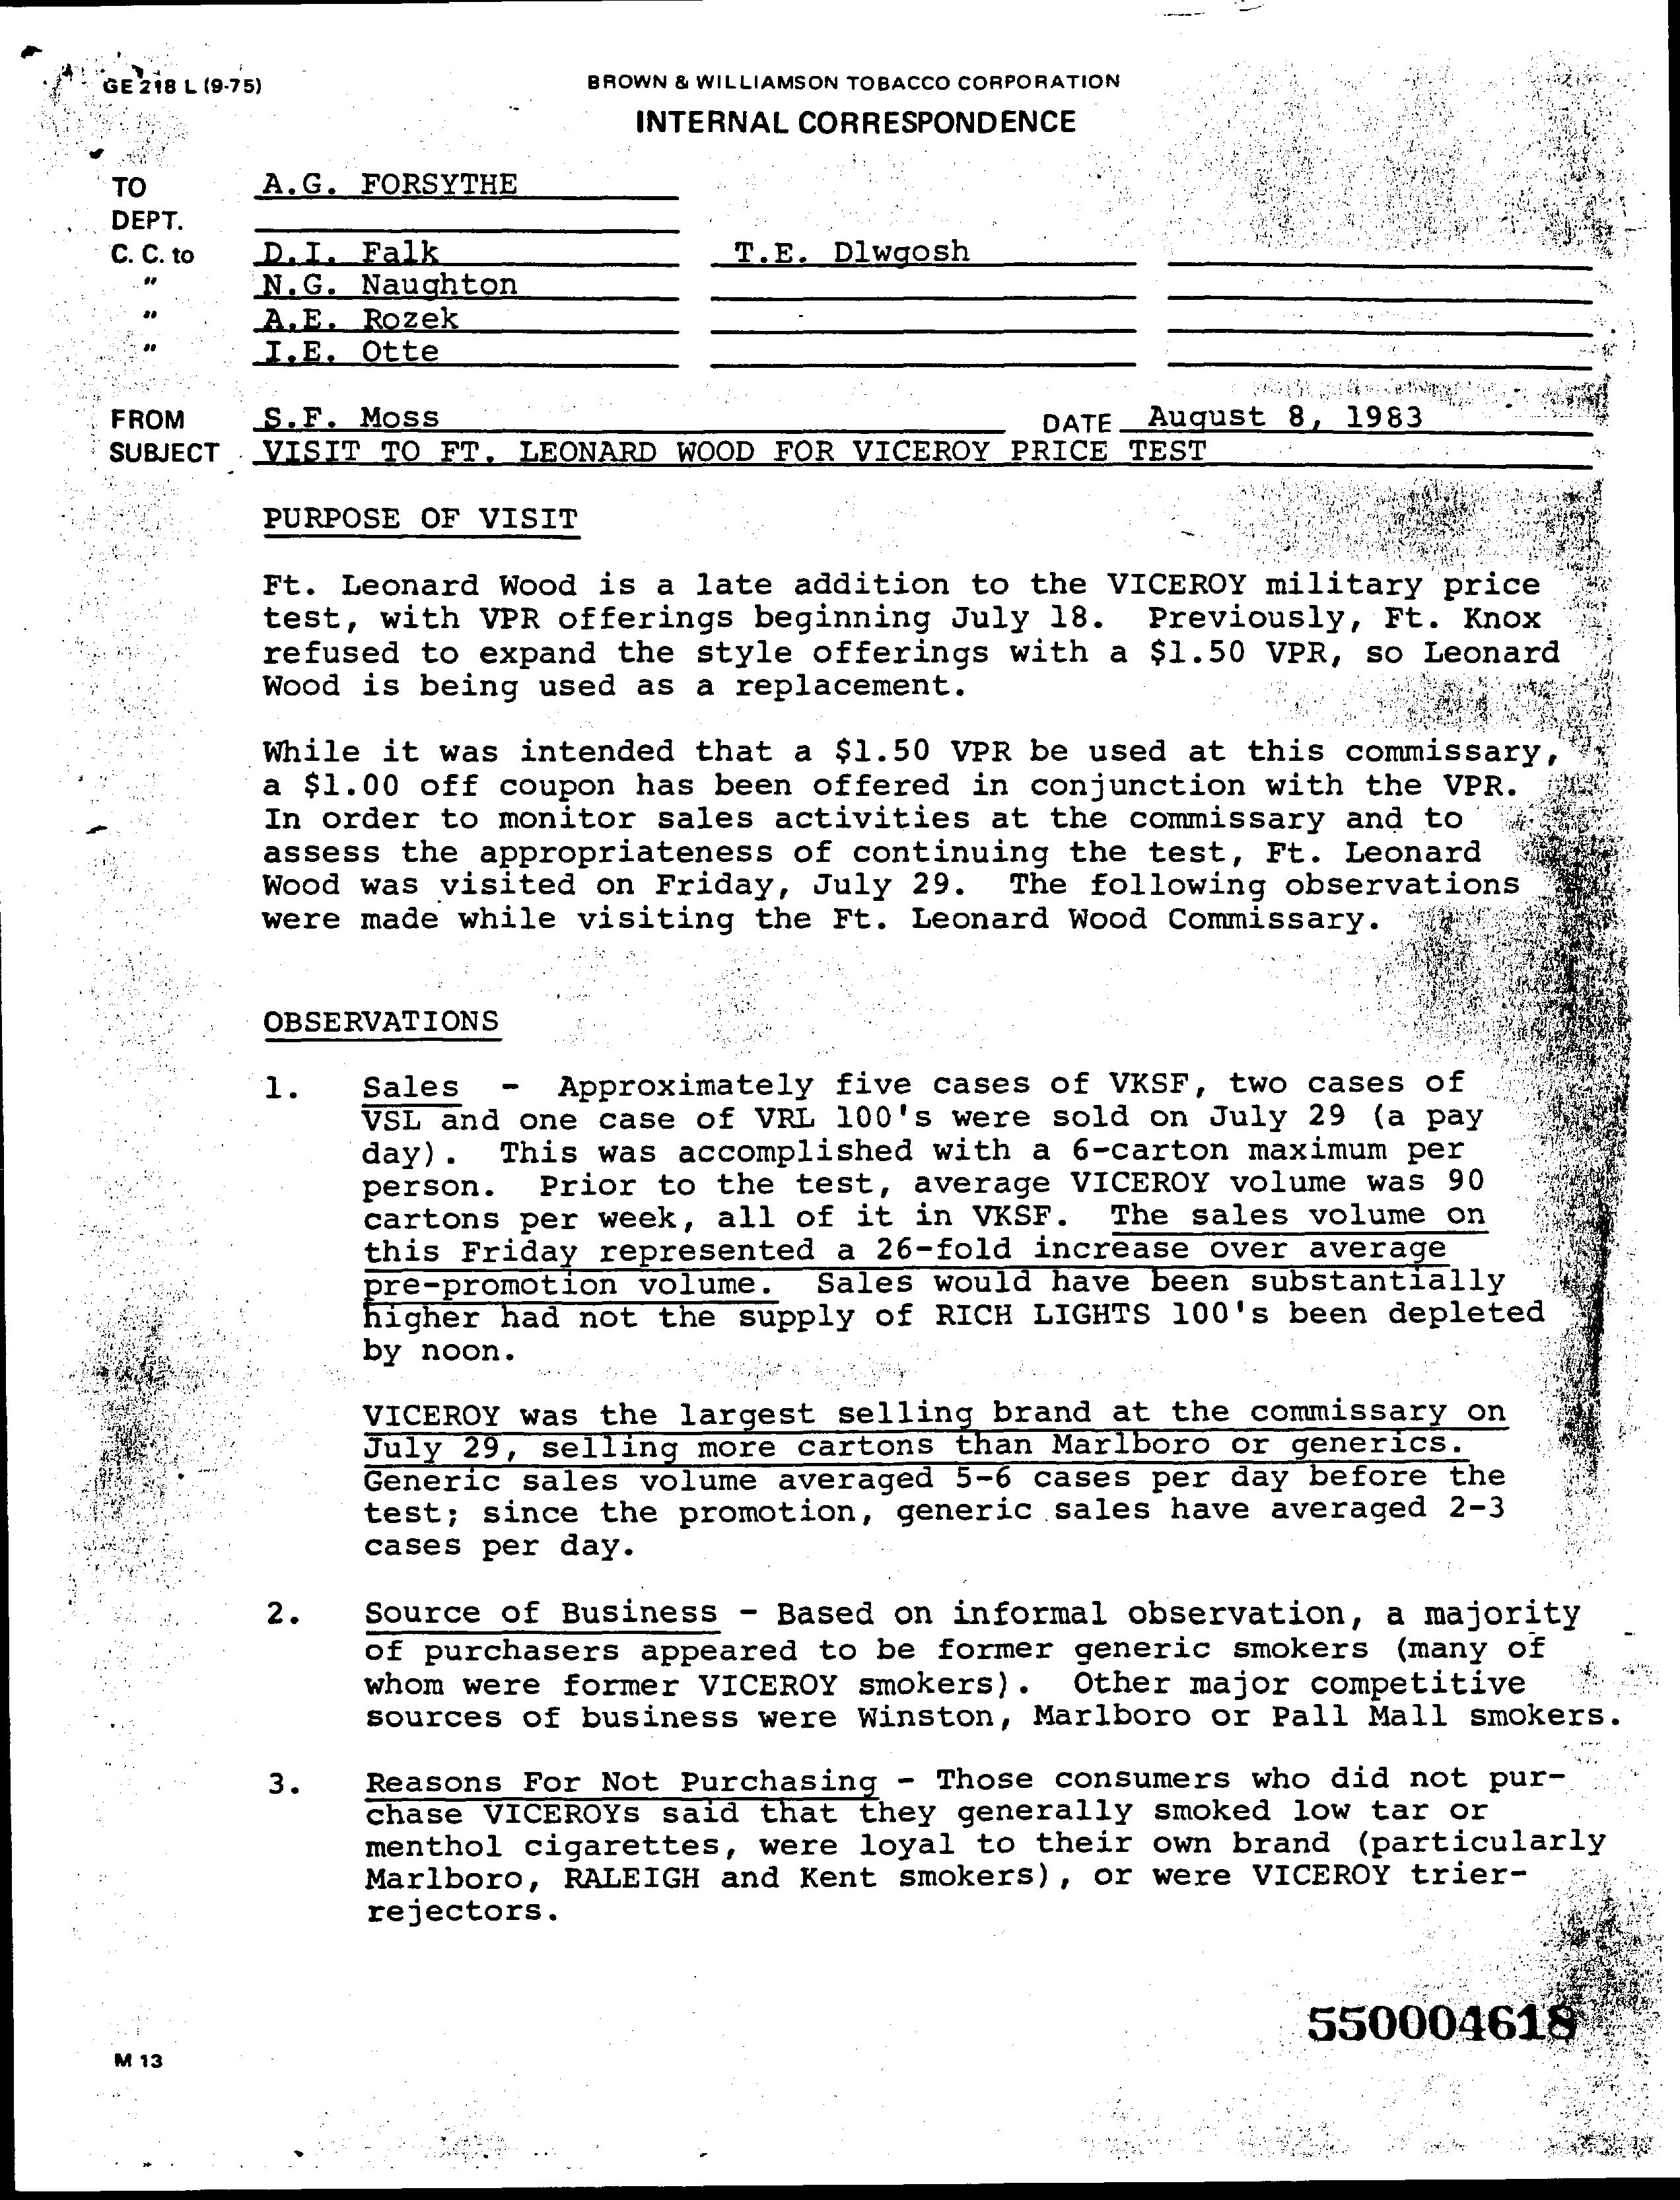 GE 218 L (9-75)
BROWN & WILLIAMSON TOBACCO CORPORATION
INTERNAL CORRESPONDENCE
TO A.G. FORSYTHE
DEPT.
C. C. to D.I. Falk T.E. Dlwgosh
" N.G. Naughton
" A.E. Rozek
" I.E. Otte
FROM S.F. Moss DATE August 8, 1983
SUBJECT VISIT TO FT. LEONARD WOOD FOR VICEROY PRICE TEST
PURPOSE OF VISIT
Ft. Leonard Wood is a late addition to the VICEROY military price
test, with VPR offerings beginning July 18. Previously, Ft. Knox
refused to expand the style offerings with a $1.50 VPR, so Leonard
Wood is being used as a replacement.
While it was intended that a $1.50 VPR be used at this commissary,
a $1.00 off coupon has been offered in conjunction with the VPR.
In order to monitor sales activities at the commissary and to
assess the appropriateness of continuing the test, Ft. Leonard
Wood was visited on Friday, July 29. The following observations
were made while visiting the Ft. Leonard Wood Commissary.
OBSERVATIONS
1. Sales - Approximately five cases of VKSF, two cases of
VSL and one case of VRL 100's were sold on July 29 (a pay
day). This was accomplished with a 6-carton maximum per
person. Prior to the test, average VICEROY volume was 90
cartons per week, all of it in VKSF. The sales volume on
this Friday represented a 26-fold increase over average
pre-promotion volume. Sales would have been substantially
higher had not the supply of RICH LIGHTS 100's been depleted
by noon.
VICEROY was the largest selling brand at the commissary on
July 29, selling more cartons than Marlboro or generics.
Generic sales volume averaged 5-6 cases per day before the
test; since the promotion, generic sales have averaged 2-3
cases per day.
2. Source of Business - Based on informal observation, a majority
of purchasers appeared to be former generic smokers (many of
whom were former VICEROY smokers). Other major competitive
sources of business were Winston, Marlboro or Pall Mall smokers.
3. Reasons For Not Purchasing - Those consumers who did not pur-
chase VICEROYs said that they generally smoked low tar or
menthol cigarettes, were loyal to their own brand (particularly
Marlboro, RALEIGH and Kent smokers), or were VICEROY trier-
rejectors.
550004618
M 13